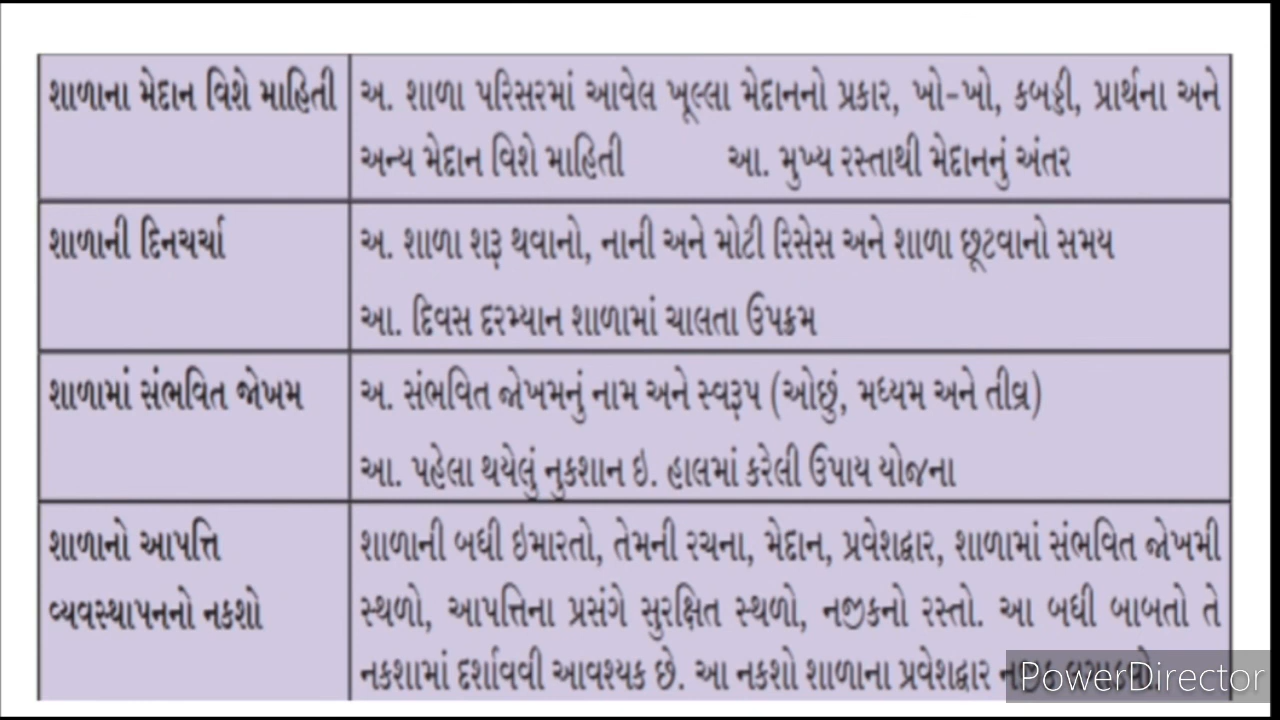 શાળાના મેદાન વિશે માહિતી
અ. શાળા પરિસરમાં આવેલ ખૂલ્લા મેદાનનો પ્રકાર, ખો-ખો, કબડ્ડી, પ્રાર્થના અને
અન્ય મેદાન વિશે માહિતી આ. મુખ્ય રસ્તાથી મેદાનનું અંતર
શાળાની દિનચર્ચા
અ. શાળા શરૂ થવાનો, નાની અને મોટી રિસેસ અને શાળા છૂટવાનો સમય
આ. દિવસ દરમ્યાન શાળામાં ચાલતા ઉપક્રમ
શાળામાં સંભવિત જોખમ
અ. સંભવિત જોખમનું નામ અને સ્વરૂપ (ઓછું, મધ્યમ અને તીવ્ર)
આ. પહેલા થયેલું નુકશાન ઇ. હાલમાં કરેલી ઉપાય યોજના
શાળાનો આપત્તિ
વ્યવસ્થાપનનો નકશો
શાળાની બધી ઇમારતો, તેમની રચના, મેદાન, પ્રવેશદ્વાર, શાળામાં સંભવિત જોખમી
સ્થળો, આપત્તિના પ્રસંગે સુરક્ષિત સ્થળો, નજીકનો રસ્તો. આ બધી બાબતો તે
નકશામાં દર્શાવવી આવશ્યક છે. આ નકશો શાળાના પ્રવેશદ્વાર
PowerDirector